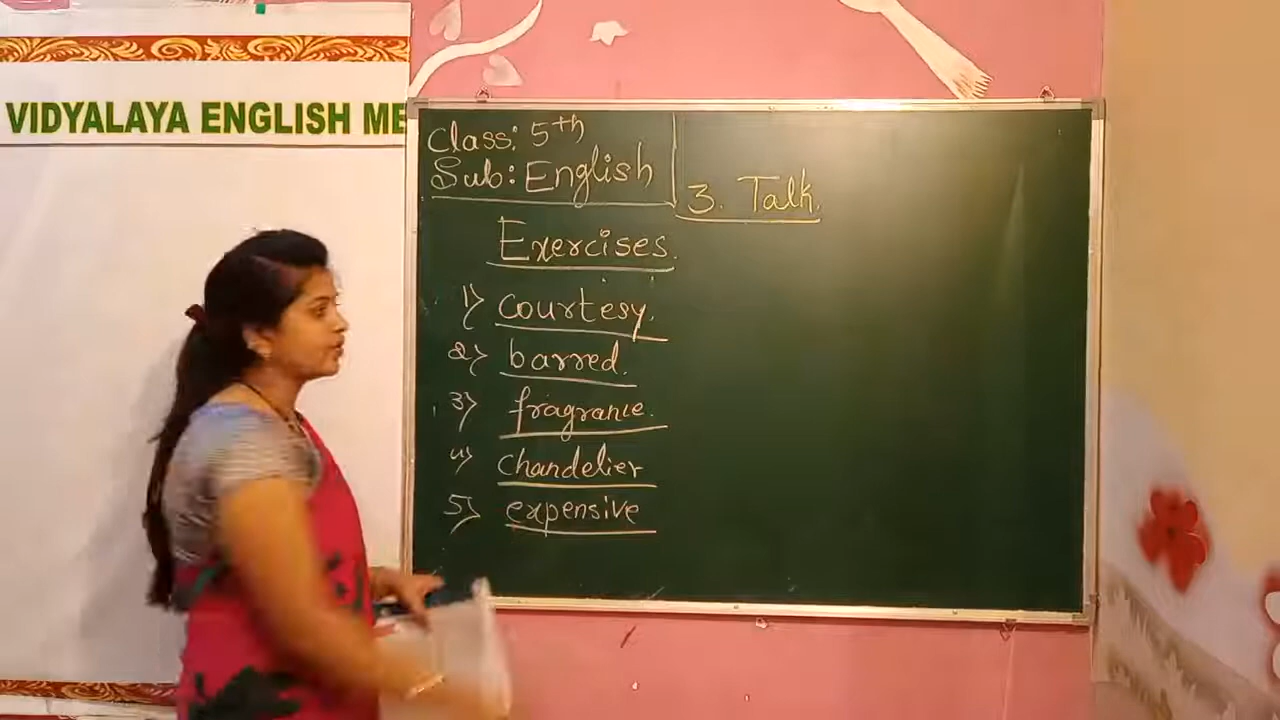 VIDYALAYA ENGLISH ME
Class: 5th
Sub: English
3. Talk.
Exercises.
1) courtesy.
2) barred.
3) fragrance.
4) chandelier
5) expensive